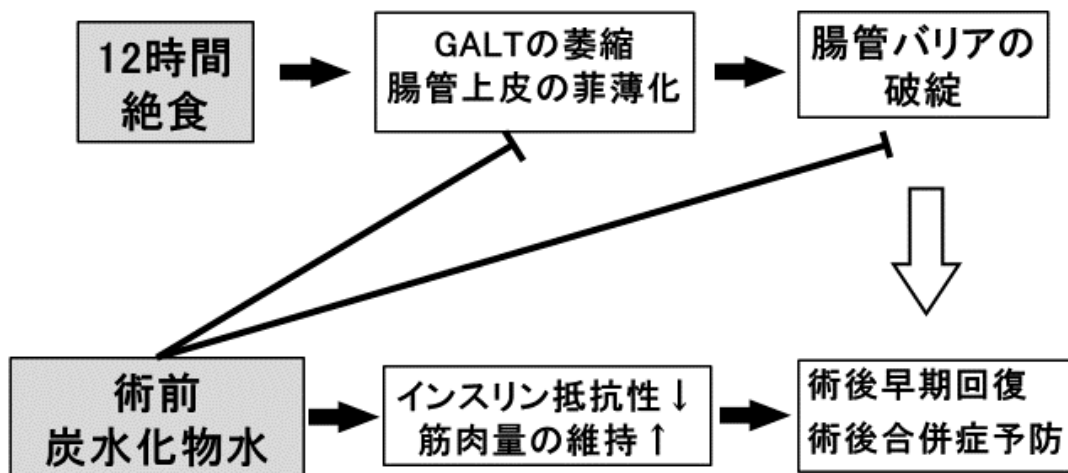 12時間
絶食
GALTの萎縮
腸管上皮の菲薄化
腸管バリアの
破綻
術前
炭水化物水
インスリン抵抗性↓
筋肉量の維持↑
術後早期回復
術後合併症予防